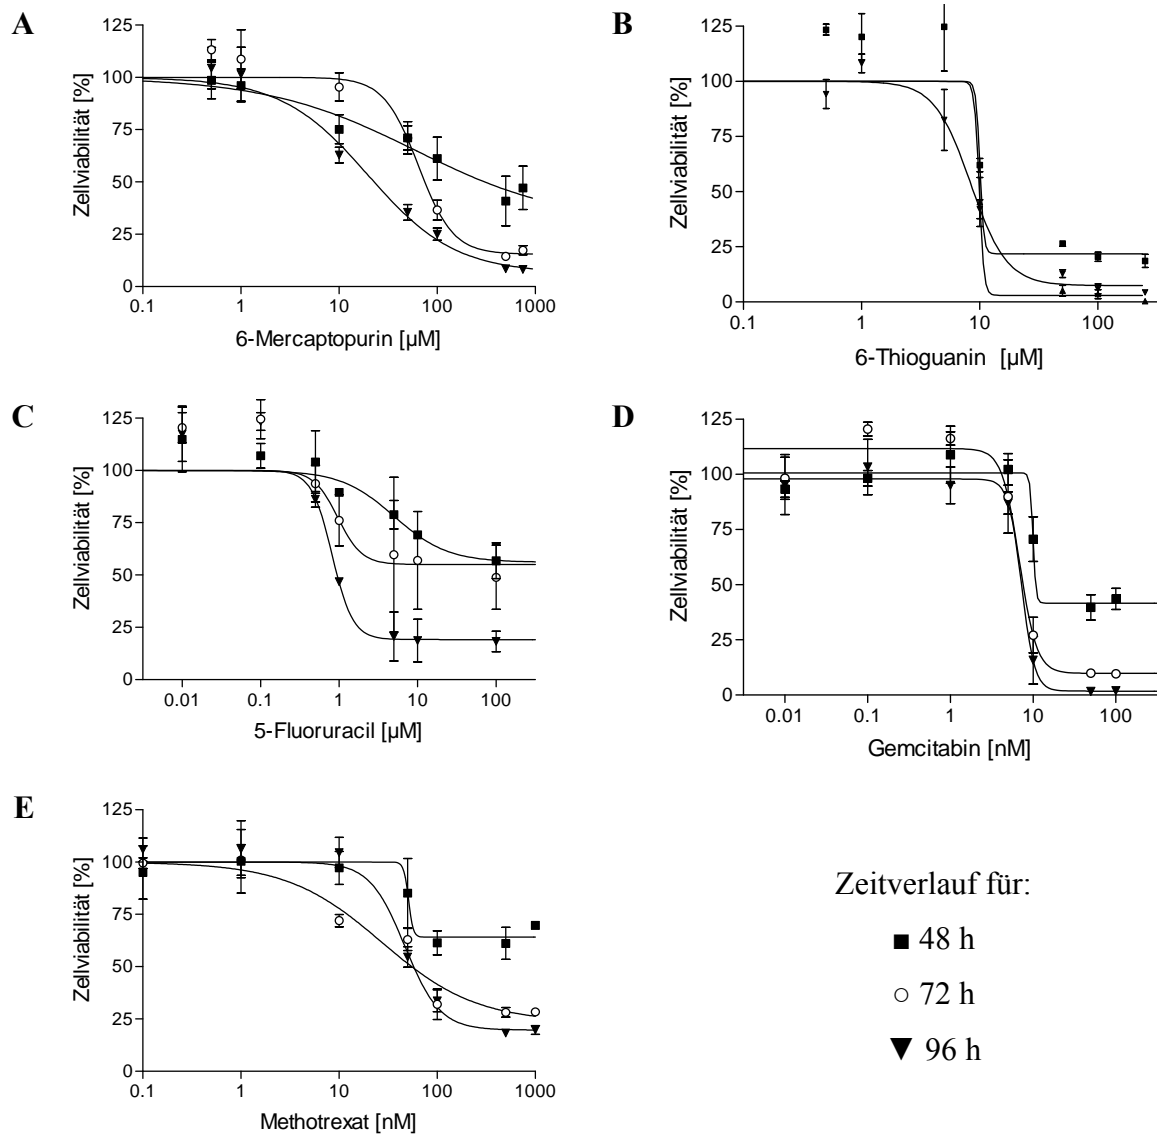 A
125
100
75
50
25
0
Zellviabilität [%]
0.1 1 10 100 1000
6-Mercaptopurin [µM]
B
125
100
75
50
25
0
Zellviabilität [%]
0.1 1 10 100
6-Thioguanin [µM]
C
125
100
75
50
25
0
Zellviabilität [%]
0.01 0.1 1 10 100
5-Fluoruracil [µM]
D
125
100
75
50
25
0
Zellviabilität [%]
0.01 0.1 1 10 100
Gemcitabin [nM]
E
125
100
75
50
25
0
Zellviabilität [%]
0.1 1 10 100 1000
Methotrexat [nM]
Zeitverlauf für:
48 h
72 h
96 h